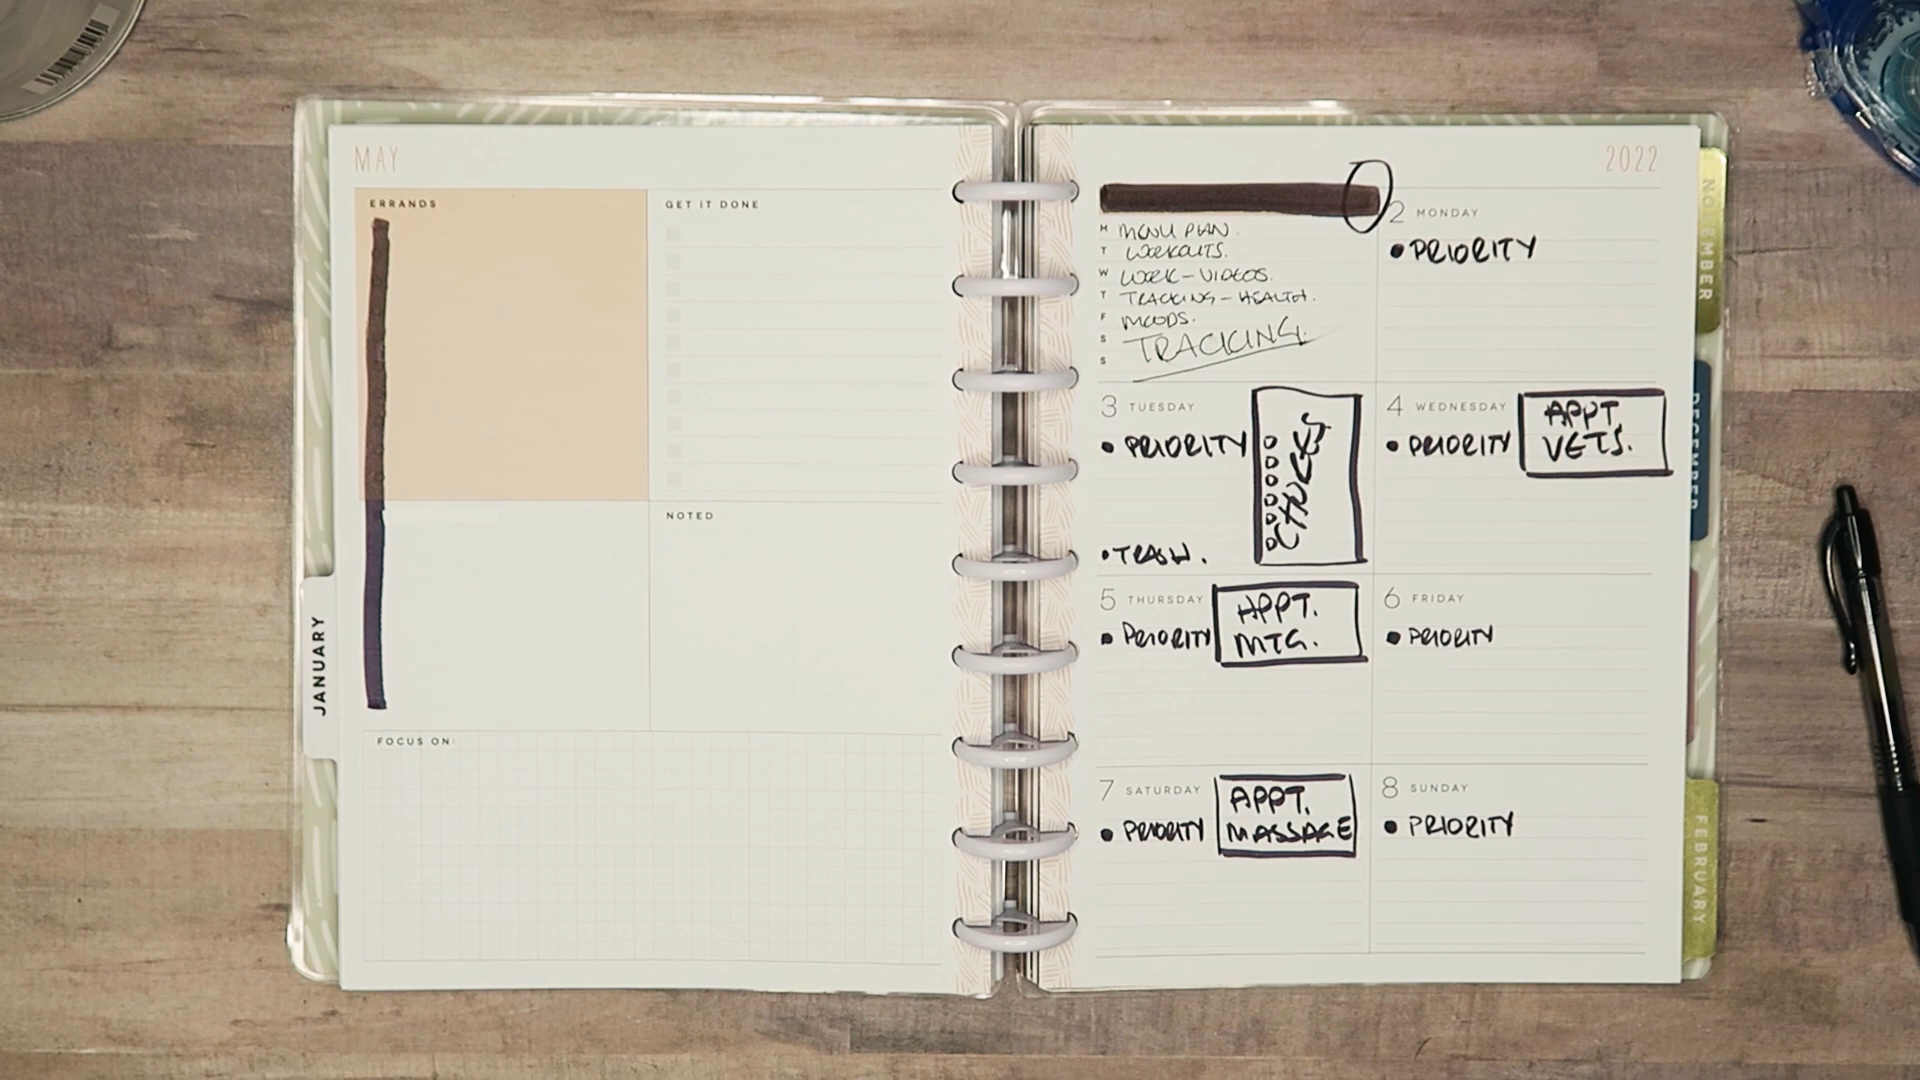 MAY
ERRANDS
GET IT DONE
NOTED
FOCUS ON:
JANUARY
2022
M MENU PLAN.
T WORKOUTS.
W WORK - VIDEOS.
T TRACKING - HEALTH.
F MOODS.
S TRACKING.
S
2 MONDAY
• PRIORITY
3 TUESDAY
• PRIORITY
CHORES
• TRASH.
4 WEDNESDAY
• PRIORITY
APPT
VETS.
5 THURSDAY
• PRIORITY
APPT.
MTG.
6 FRIDAY
• PRIORITY
7 SATURDAY
• PRIORITY
APPT.
MASSAGE
8 SUNDAY
• PRIORITY
NOVEMBER
DECEMBER
FEBRUARY